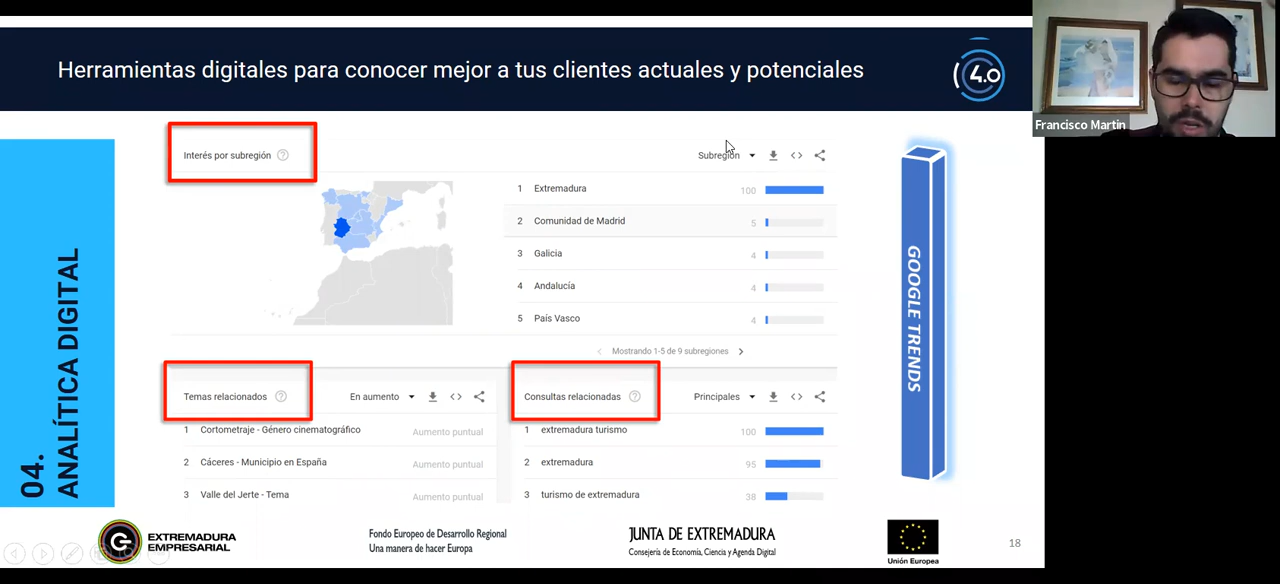 Herramientas digitales para conocer mejor a tus clientes actuales y potenciales
4.0
Francisco Martin
04.
ANALÍTICA DIGITAL
Interés por subregión
Subregión
1 Extremadura 100
2 Comunidad de Madrid 5
3 Galicia 4
4 Andalucía 4
5 País Vasco 4
Mostrando 1-5 de 9 subregiones
Temas relacionados
En aumento
1 Cortometraje - Género cinematográfico Aumento puntual
2 Cáceres - Municipio en España Aumento puntual
3 Valle del Jerte - Tema Aumento puntual
Consultas relacionadas
Principales
1 extremadura turismo 100
2 extremadura 95
3 turismo de extremadura 38
GOOGLE TRENDS
EXTREMADURA
EMPRESARIAL
Fondo Europeo de Desarrollo Regional
Una manera de hacer Europa
JUNTA DE EXTREMADURA
Consejería de Economía, Ciencia y Agenda Digital
Unión Europea
18